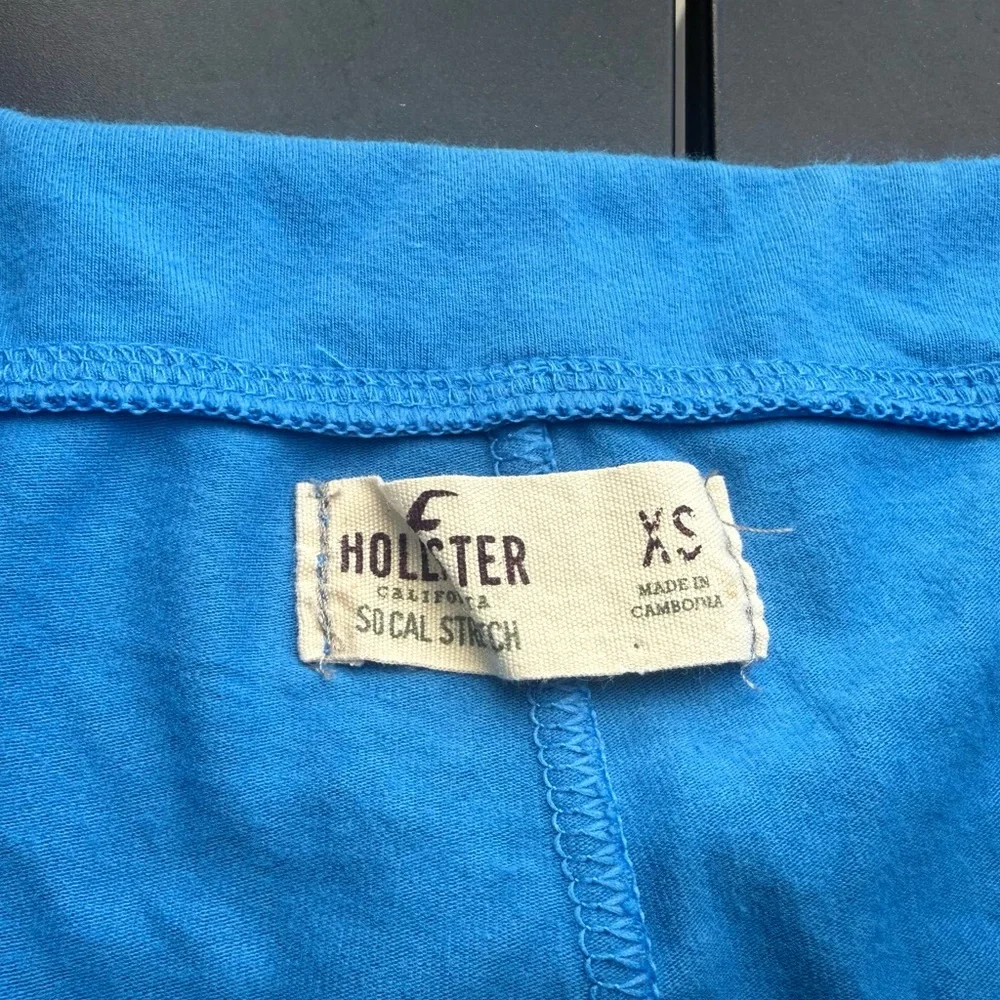 HOLLISTER
CALIFORNIA
SO CAL STRETCH
XS
MADE IN
CAMBODIA